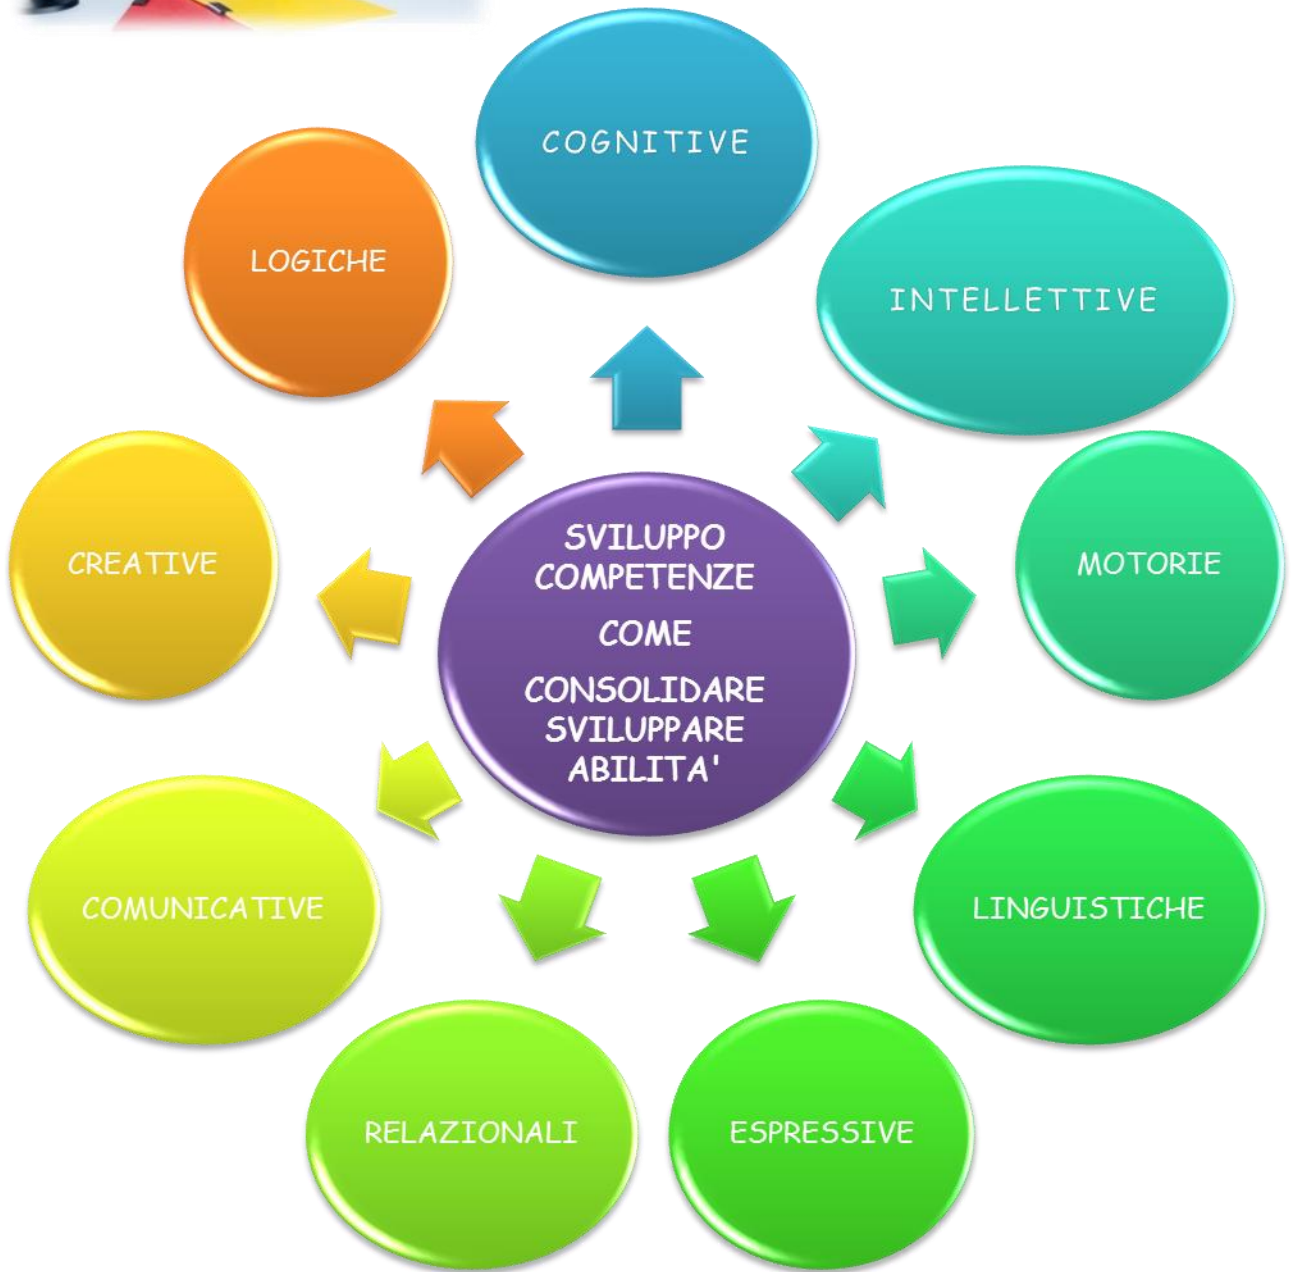 COGNITIVE
LOGICHE
INTELLETTIVE
CREATIVE
MOTORIE
SVILUPPO
COMPETENZE
COME
CONSOLIDARE
SVILUPPARE
ABILITA'
COMUNICATIVE
LINGUISTICHE
RELAZIONALI
ESPRESSIVE